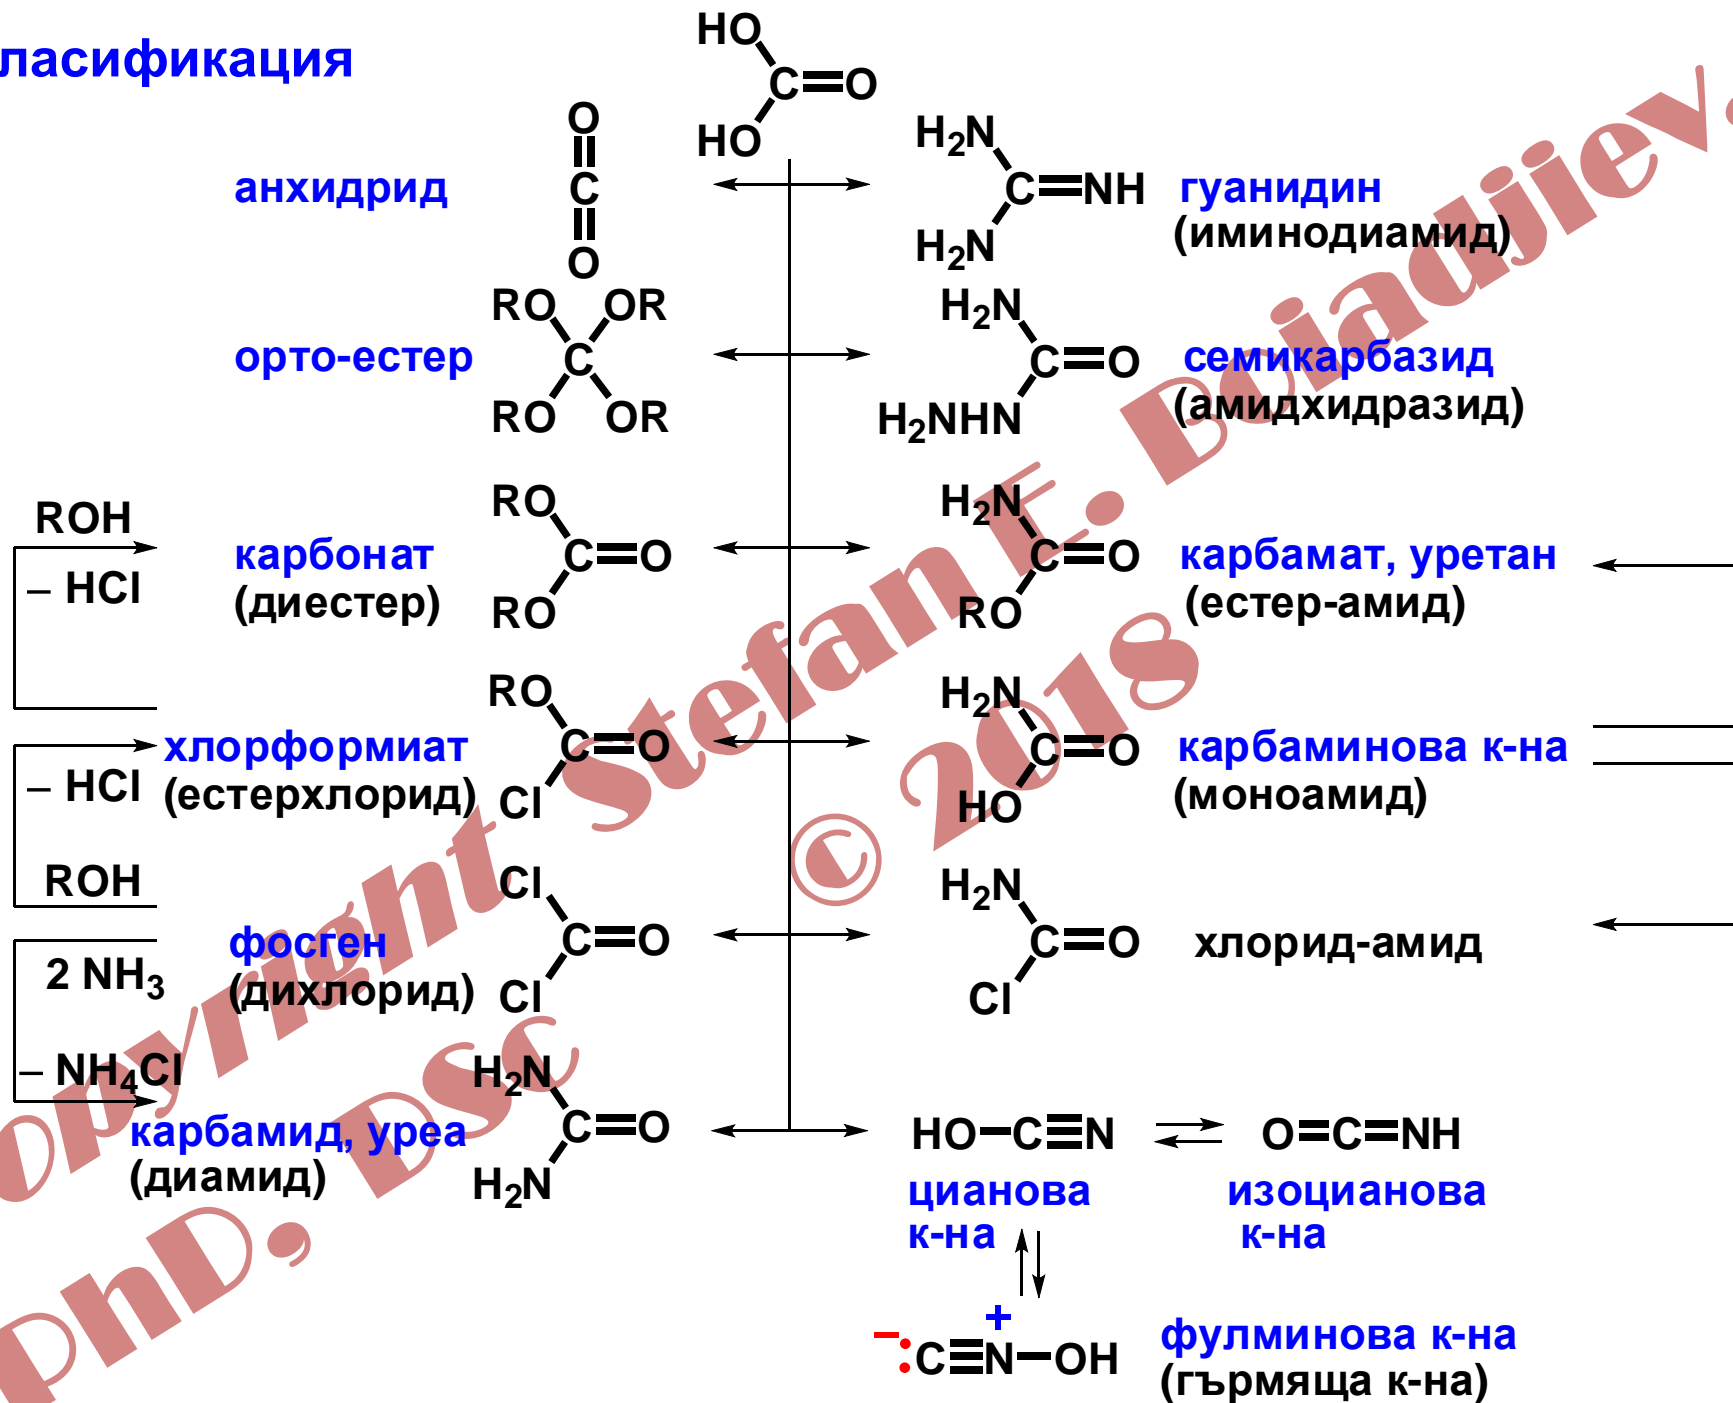 ласификация
HO
C=O
HO
анхидрид
O=C=O
H₂N
C=NH
H₂N
гуанидин
(иминодиамид)
орто-естер
RO OR
C
RO OR
H₂N
C=O
H₂NHN
семикарбазид
(амидхидразид)
ROH
– HCl
карбонат
(диестер)
RO
C=O
RO
H₂N
C=O
RO
карбамат, уретан
(естер-амид)
– HCl
ROH
хлорформиат
(естерхлорид)
RO
C=O
Cl
H₂N
C=O
HO
карбаминова к-на
(моноамид)
2 NH₃
– NH₄Cl
фосген
(дихлорид)
Cl
C=O
Cl
H₂N
C=O
Cl
хлорид-амид
карбамид, уреа
(диамид)
H₂N
C=O
H₂N
HO–C≡N
O=C=NH
цианова
к-на
изоцианова
к-на
– : C≡N–OH
+
фулминова к-на
(гърмяща к-на)
opyright Stefan E. Boiadjiev,
PhD, DSc
© 2018